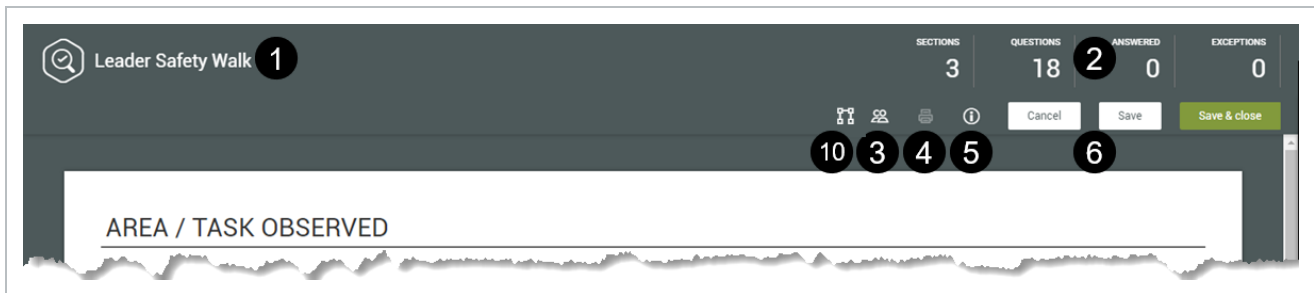 Leader Safety Walk 1
SECTIONS QUESTIONS ANSWERED EXCEPTIONS
3 18 2 0 0
Cancel Save Save & close
10 3 4 5 6
AREA / TASK OBSERVED